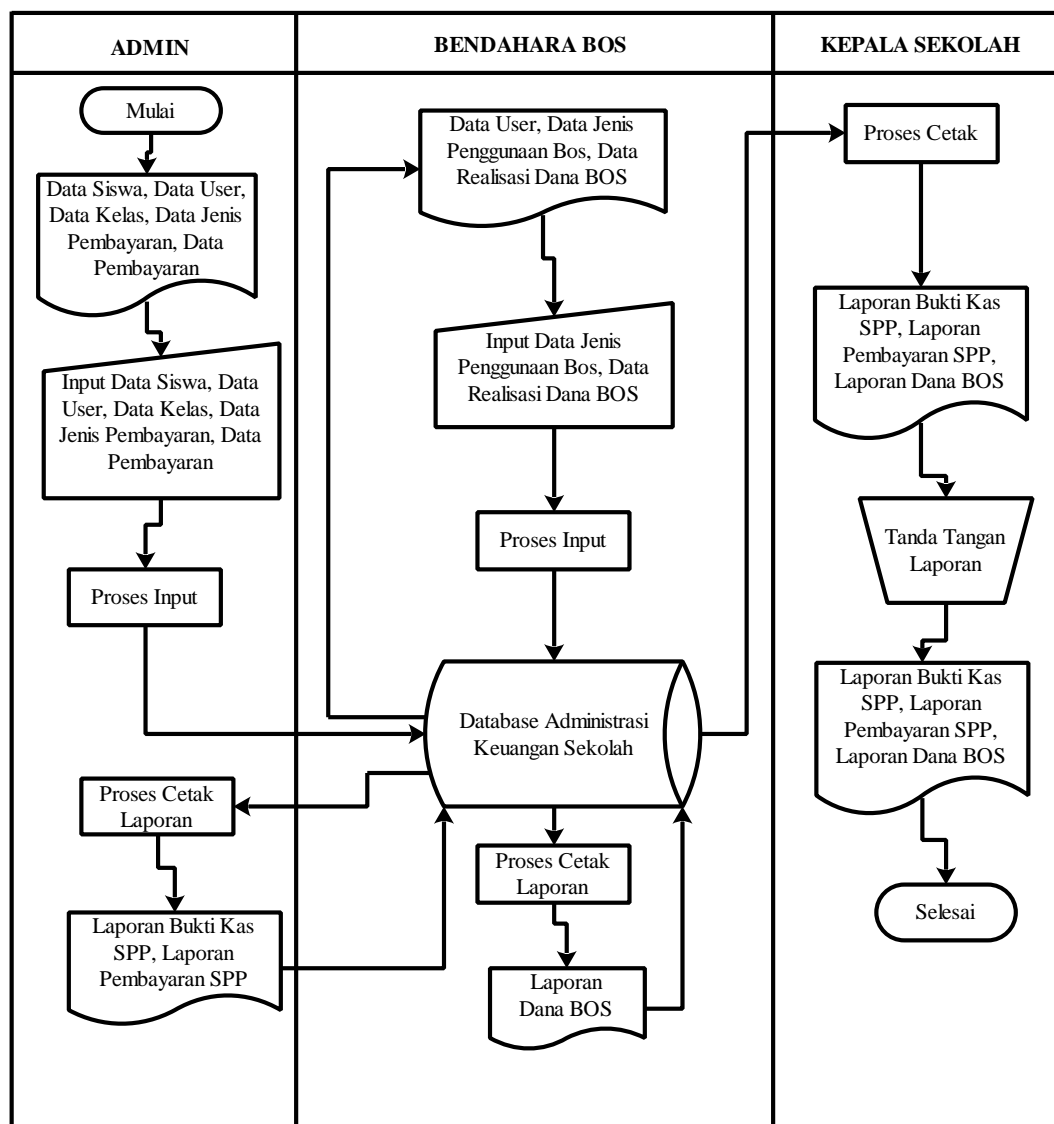 ADMIN
BENDAHARA BOS
KEPALA SEKOLAH
Mulai
Data Siswa, Data User,
Data Kelas, Data Jenis
Pembayaran, Data
Pembayaran
Input Data Siswa, Data
User, Data Kelas, Data
Jenis Pembayaran, Data
Pembayaran
Proses Input
Proses Cetak
Laporan
Laporan Bukti Kas
SPP, Laporan
Pembayaran SPP
Data User, Data Jenis
Penggunaan Bos, Data
Realisasi Dana BOS
Input Data Jenis
Penggunaan Bos, Data
Realisasi Dana BOS
Proses Input
Database Administrasi
Keuangan Sekolah
Proses Cetak
Laporan
Laporan
Dana BOS
Proses Cetak
Laporan Bukti Kas
SPP, Laporan
Pembayaran SPP,
Laporan Dana BOS
Tanda Tangan
Laporan
Laporan Bukti Kas
SPP, Laporan
Pembayaran SPP,
Laporan Dana BOS
Selesai